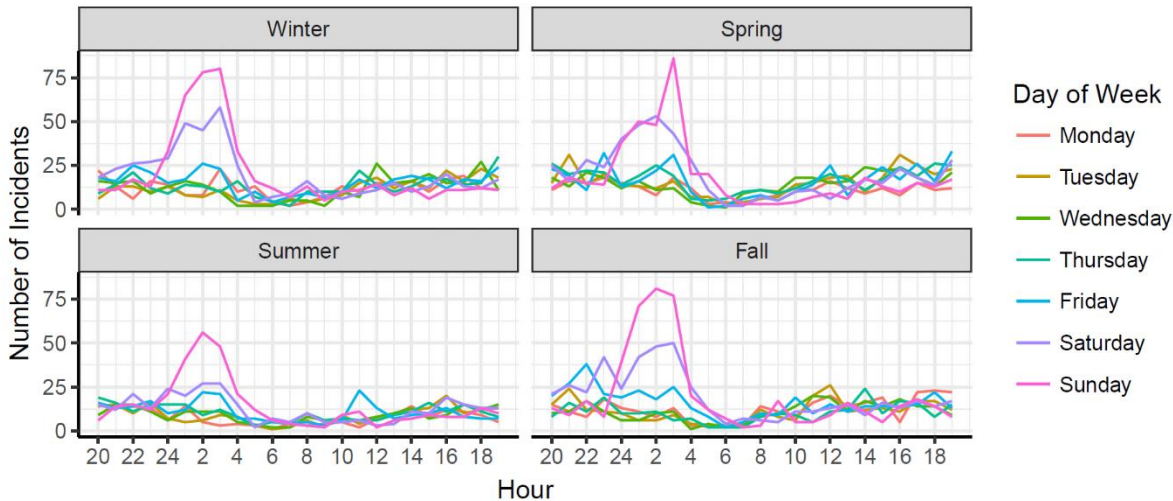 Winter
Spring
75
50
25
0
Summer
Fall
75
50
25
0
20 22 24 2 4 6 8 10 12 14 16 18
20 22 24 2 4 6 8 10 12 14 16 18
Hour
Number of Incidents
Day of Week
Monday
Tuesday
Wednesday
Thursday
Friday
Saturday
Sunday